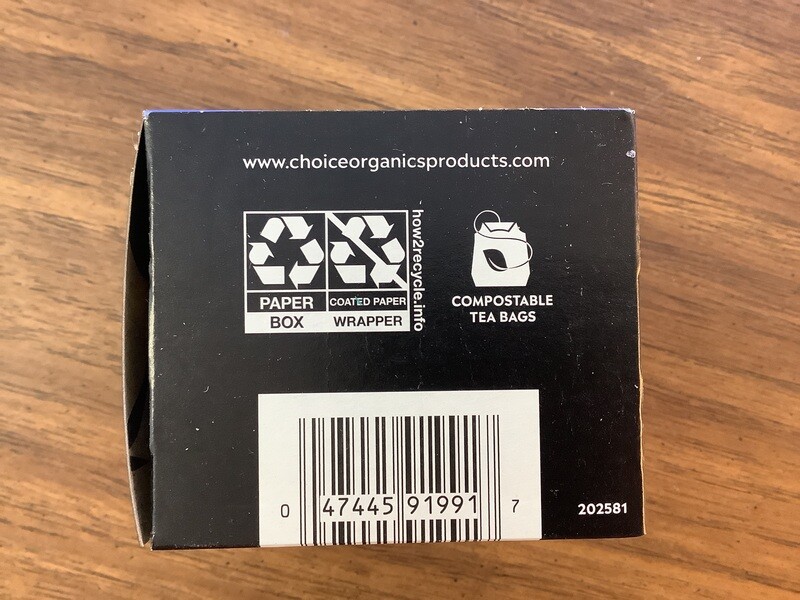 www.choiceorganicsproducts.com
PAPER
BOX
COATED PAPER
WRAPPER
how2recycle.info
COMPOSTABLE
TEA BAGS
0 47445 91991 7
202581